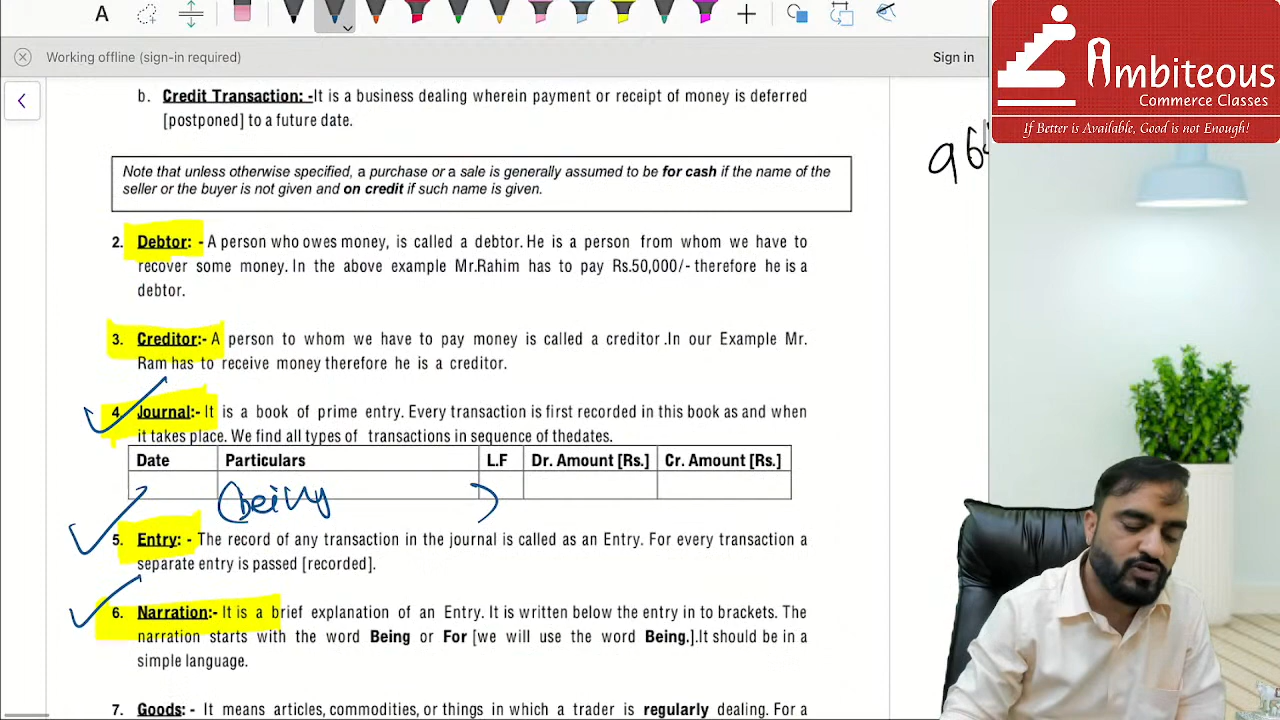 A
Working offline (sign-in required)
Sign in
Ambiteous
Commerce Classes
If Better is Available, Good is not Enough!
b. Credit Transaction: -It is a business dealing wherein payment or receipt of money is deferred
[postponed] to a future date.
96
Note that unless otherwise specified, a purchase or a sale is generally assumed to be for cash if the name of the
seller or the buyer is not given and on credit if such name is given.
2. Debtor: - A person who owes money, is called a debtor. He is a person from whom we have to
recover some money. In the above example Mr.Rahim has to pay Rs.50,000/- therefore he is a
debtor.
3. Creditor:- A person to whom we have to pay money is called a creditor .In our Example Mr.
Ram has to receive money therefore he is a creditor.
4. Journal:- It is a book of prime entry. Every transaction is first recorded in this book as and when
it takes place. We find all types of transactions in sequence of thedates.
Date Particulars L.F Dr. Amount [Rs.] Cr. Amount [Rs.]
(being )
5. Entry: - The record of any transaction in the journal is called as an Entry. For every transaction a
separate entry is passed [recorded].
6. Narration:- It is a brief explanation of an Entry. It is written below the entry in to brackets. The
narration starts with the word Being or For [we will use the word Being.].It should be in a
simple language.
7. Goods: - It means articles, commodities, or things in which a trader is regularly dealing. For a